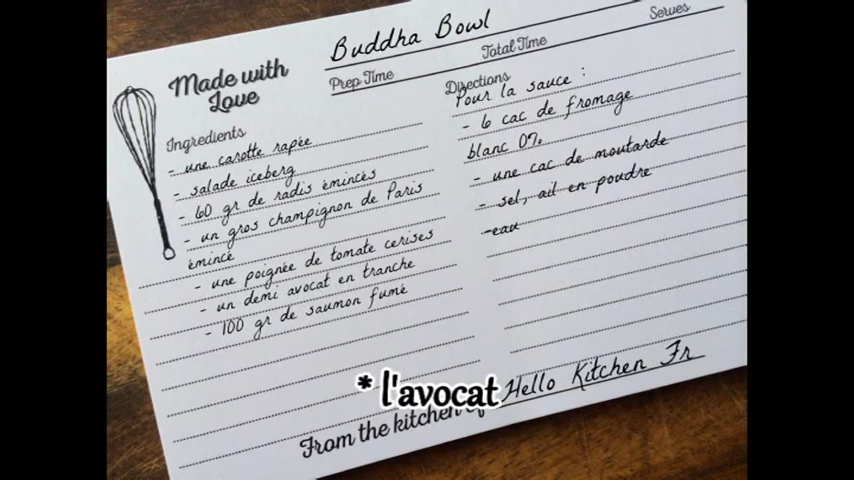 Buddha Bowl
Made with
Love
Prep Time
Total Time
Serves
Ingredients
- une carotte rapée
- salade iceberg
- 60 gr de radis émincés
- un gros champignon de Paris
émincé
- une poignée de tomate cerises
- un demi avocat en tranche
- 100 gr de saumon fumé
Directions
Pour la sauce :
- 6 cac de fromage
blanc 0%
- une cac de moutarde
- sel, ail en poudre
-eau
* l'avocat
From the kitchen of Hello Kitchen Fr